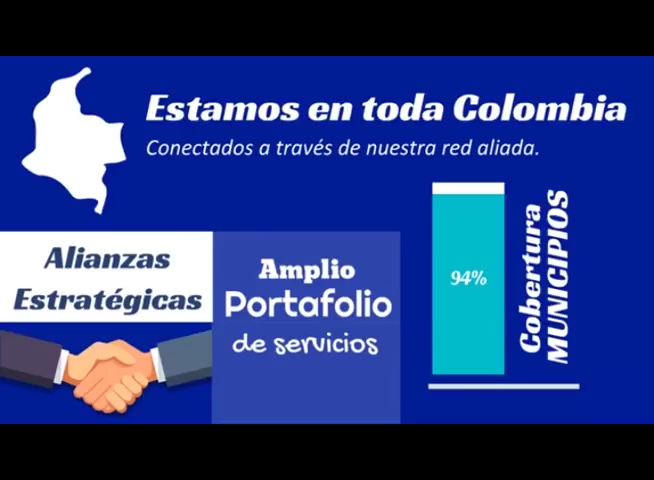 Estamos en toda Colombia
Conectados a través de nuestra red aliada.
Alianzas
Estratégicas
Amplio
Portafolio
de servicios
94%
Cobertura
MUNICIPIOS